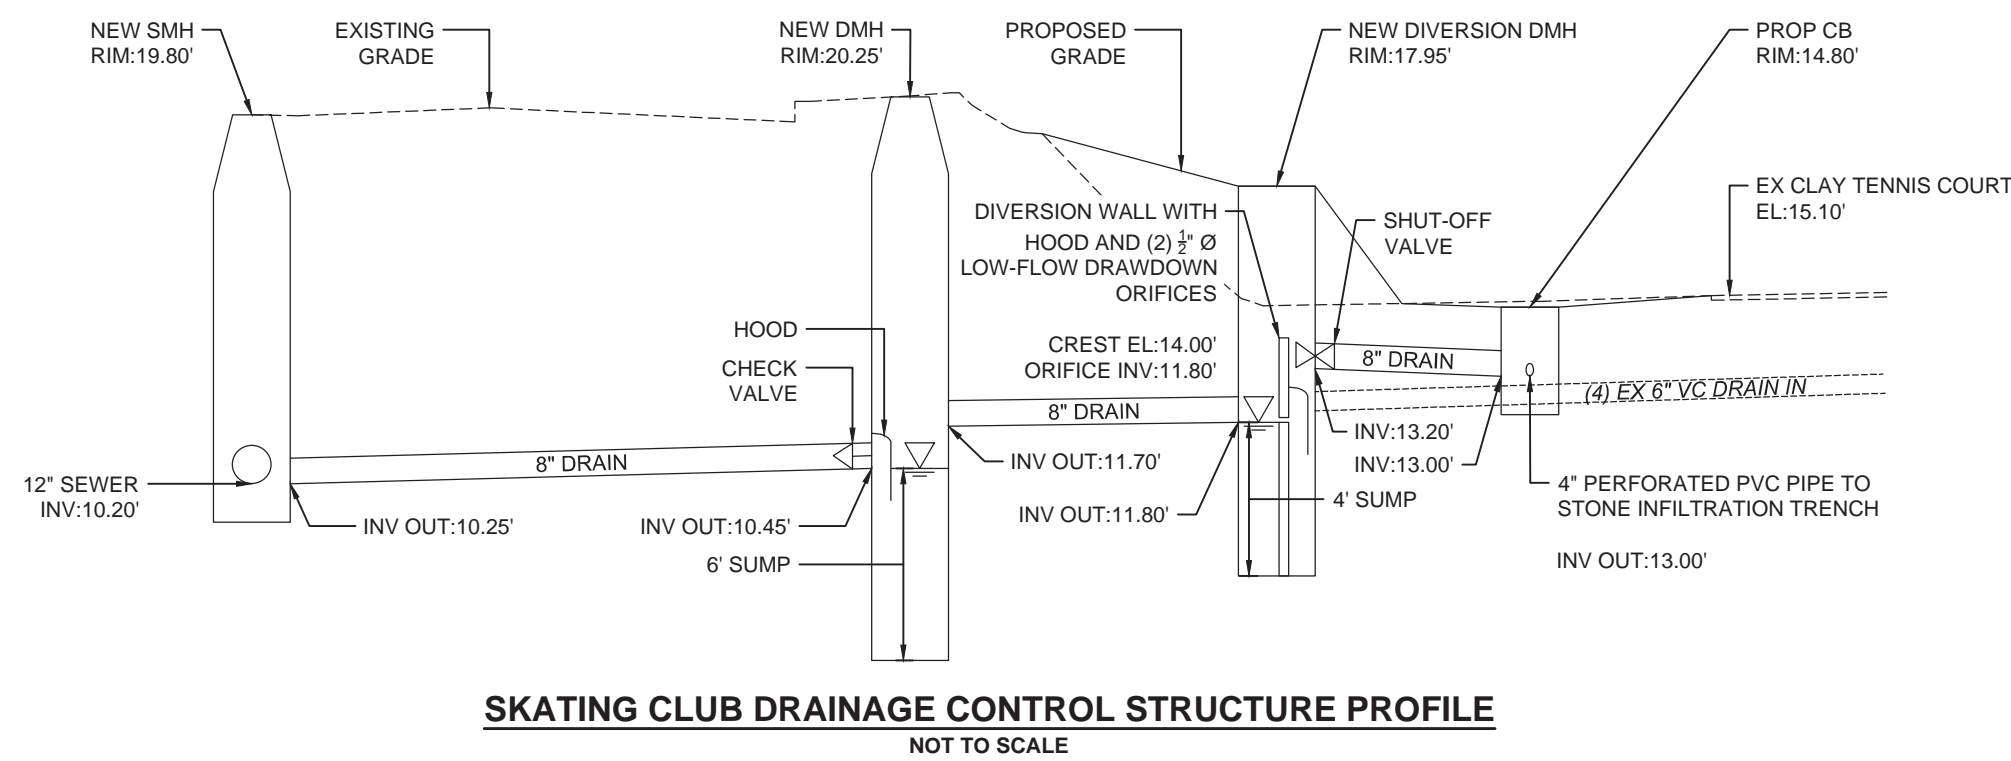 NEW SMH
RIM:19.80'
EXISTING
GRADE
NEW DMH
RIM:20.25'
PROPOSED
GRADE
NEW DIVERSION DMH
RIM:17.95'
PROP CB
RIM:14.80'
EX CLAY TENNIS COURT
EL:15.10'
DIVERSION WALL WITH
HOOD AND (2) ½" Ø
LOW-FLOW DRAWDOWN
ORIFICES
SHUT-OFF
VALVE
CREST EL:14.00'
ORIFICE INV:11.80'
HOOD
CHECK
VALVE
8" DRAIN
8" DRAIN
(4) EX 6" VC DRAIN IN
8" DRAIN
12" SEWER
INV:10.20'
INV OUT:10.25'
INV OUT:10.45'
6' SUMP
INV OUT:11.70'
INV OUT:11.80'
INV:13.20'
INV:13.00'
4' SUMP
4" PERFORATED PVC PIPE TO
STONE INFILTRATION TRENCH
INV OUT:13.00'
SKATING CLUB DRAINAGE CONTROL STRUCTURE PROFILE
NOT TO SCALE